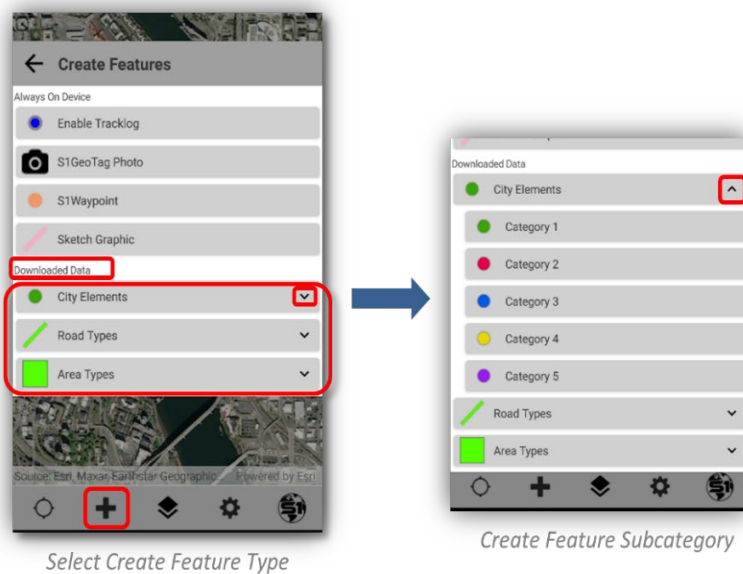 Create Features
Always On Device
Enable Tracklog
S1GeoTag Photo
S1Waypoint
Sketch Graphic
Downloaded Data
City Elements
Road Types
Area Types
Source: Esri, Maxar, Earthstar Geographic... Powered by Esri
S1
Select Create Feature Type
Downloaded Data
City Elements
Category 1
Category 2
Category 3
Category 4
Category 5
Road Types
Area Types
S1
Create Feature Subcategory